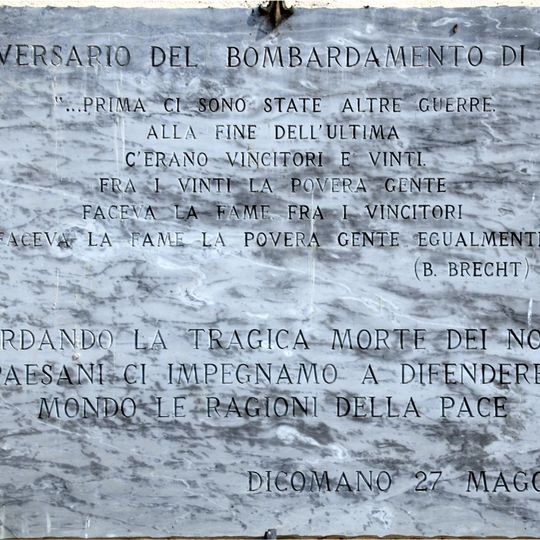 VERSARIO DEL BOMBARDAMENTO DI
"...PRIMA CI SONO STATE ALTRE GUERRE.
ALLA FINE DELL'ULTIMA
C'ERANO VINCITORI E VINTI.
FRA I VINTI LA POVERA GENTE
FACEVA LA FAME. FRA I VINCITORI
FACEVA LA FAME LA POVERA GENTE EGUALMENTE
(B. BRECHT)
RDANDO LA TRAGICA MORTE DEI NO
PAESANI CI IMPEGNAMO A DIFENDERE
MONDO LE RAGIONI DELLA PACE
DICOMANO 27 MAGG